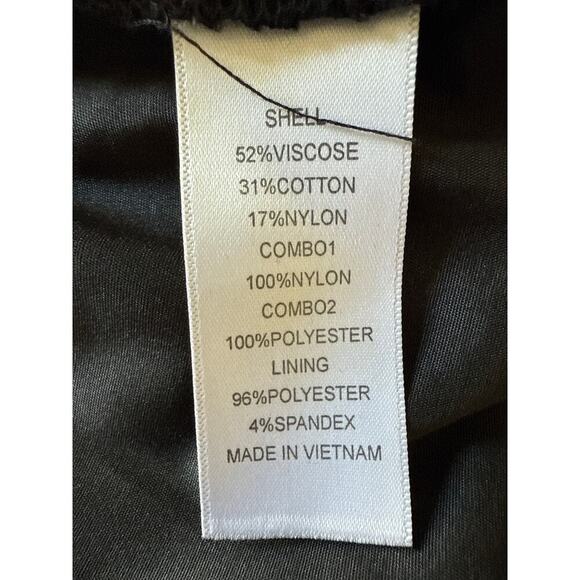 SHELL
52%VISCOSE
31%COTTON
17%NYLON
COMBO1
100%NYLON
COMBO2
100%POLYESTER
LINING
96%POLYESTER
4%SPANDEX
MADE IN VIETNAM